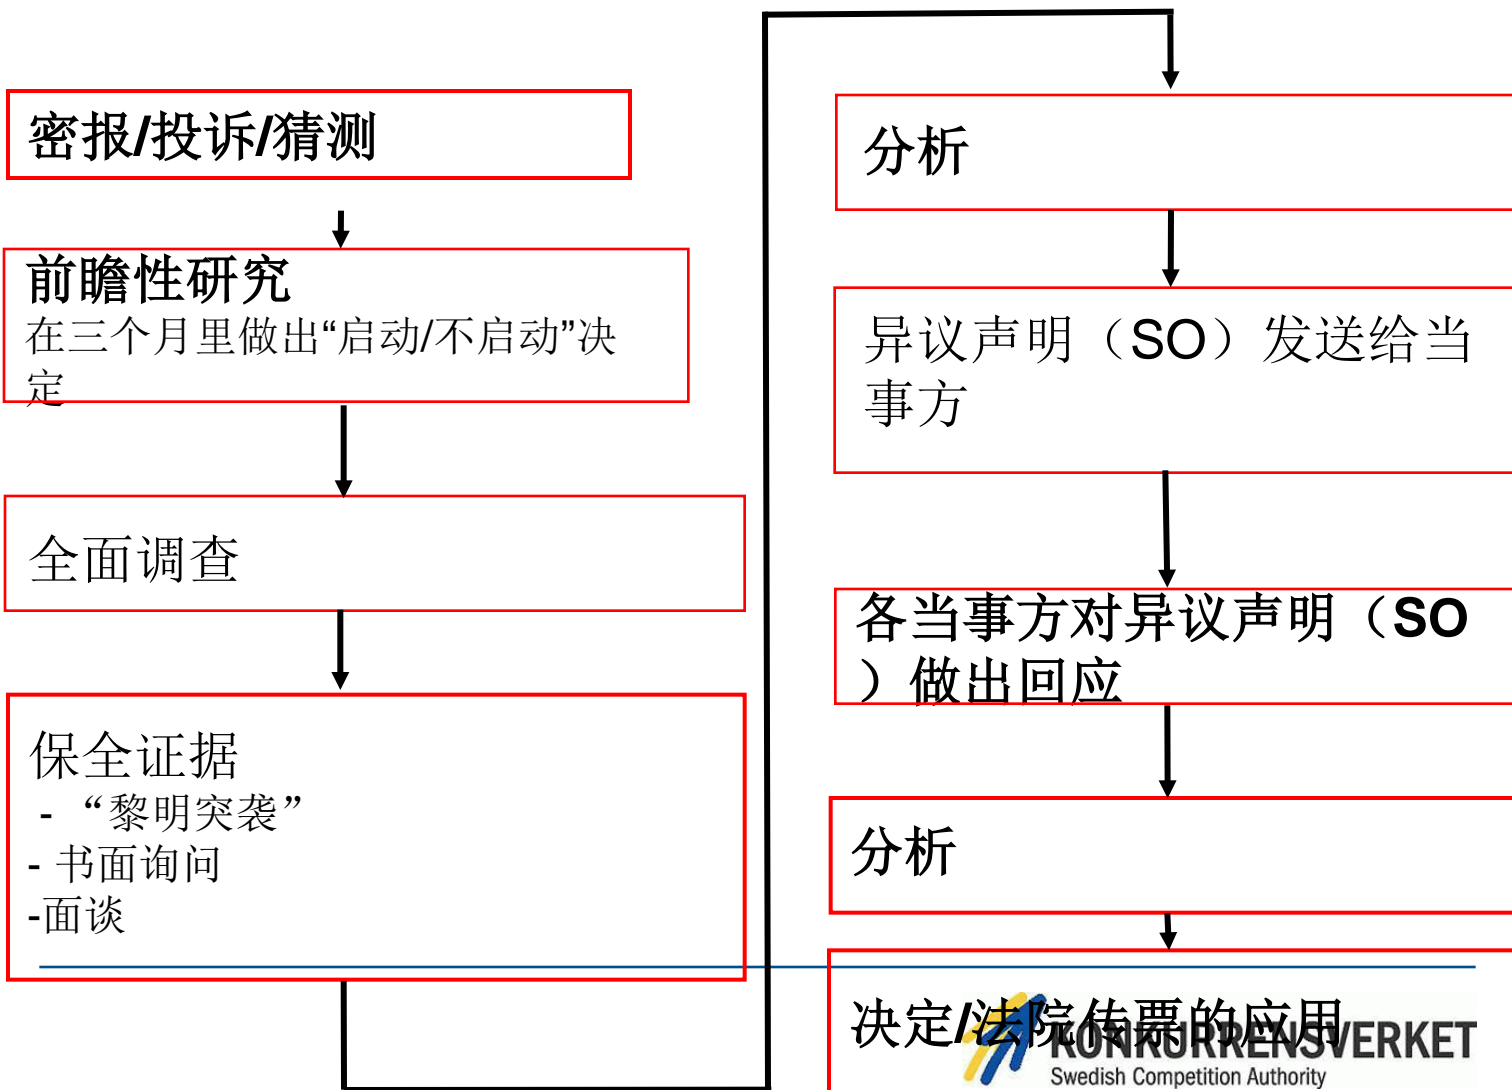 密报/投诉/猜测
前瞻性研究
在三个月里做出“启动/不启动”决
定
全面调查
保全证据
- “黎明突袭”
- 书面询问
-面谈
分析
异议声明（SO）发送给当
事方
各当事方对异议声明（SO
）做出回应
分析
决定/法院传票的应用
KONKURRENSVERKET
Swedish Competition Authority